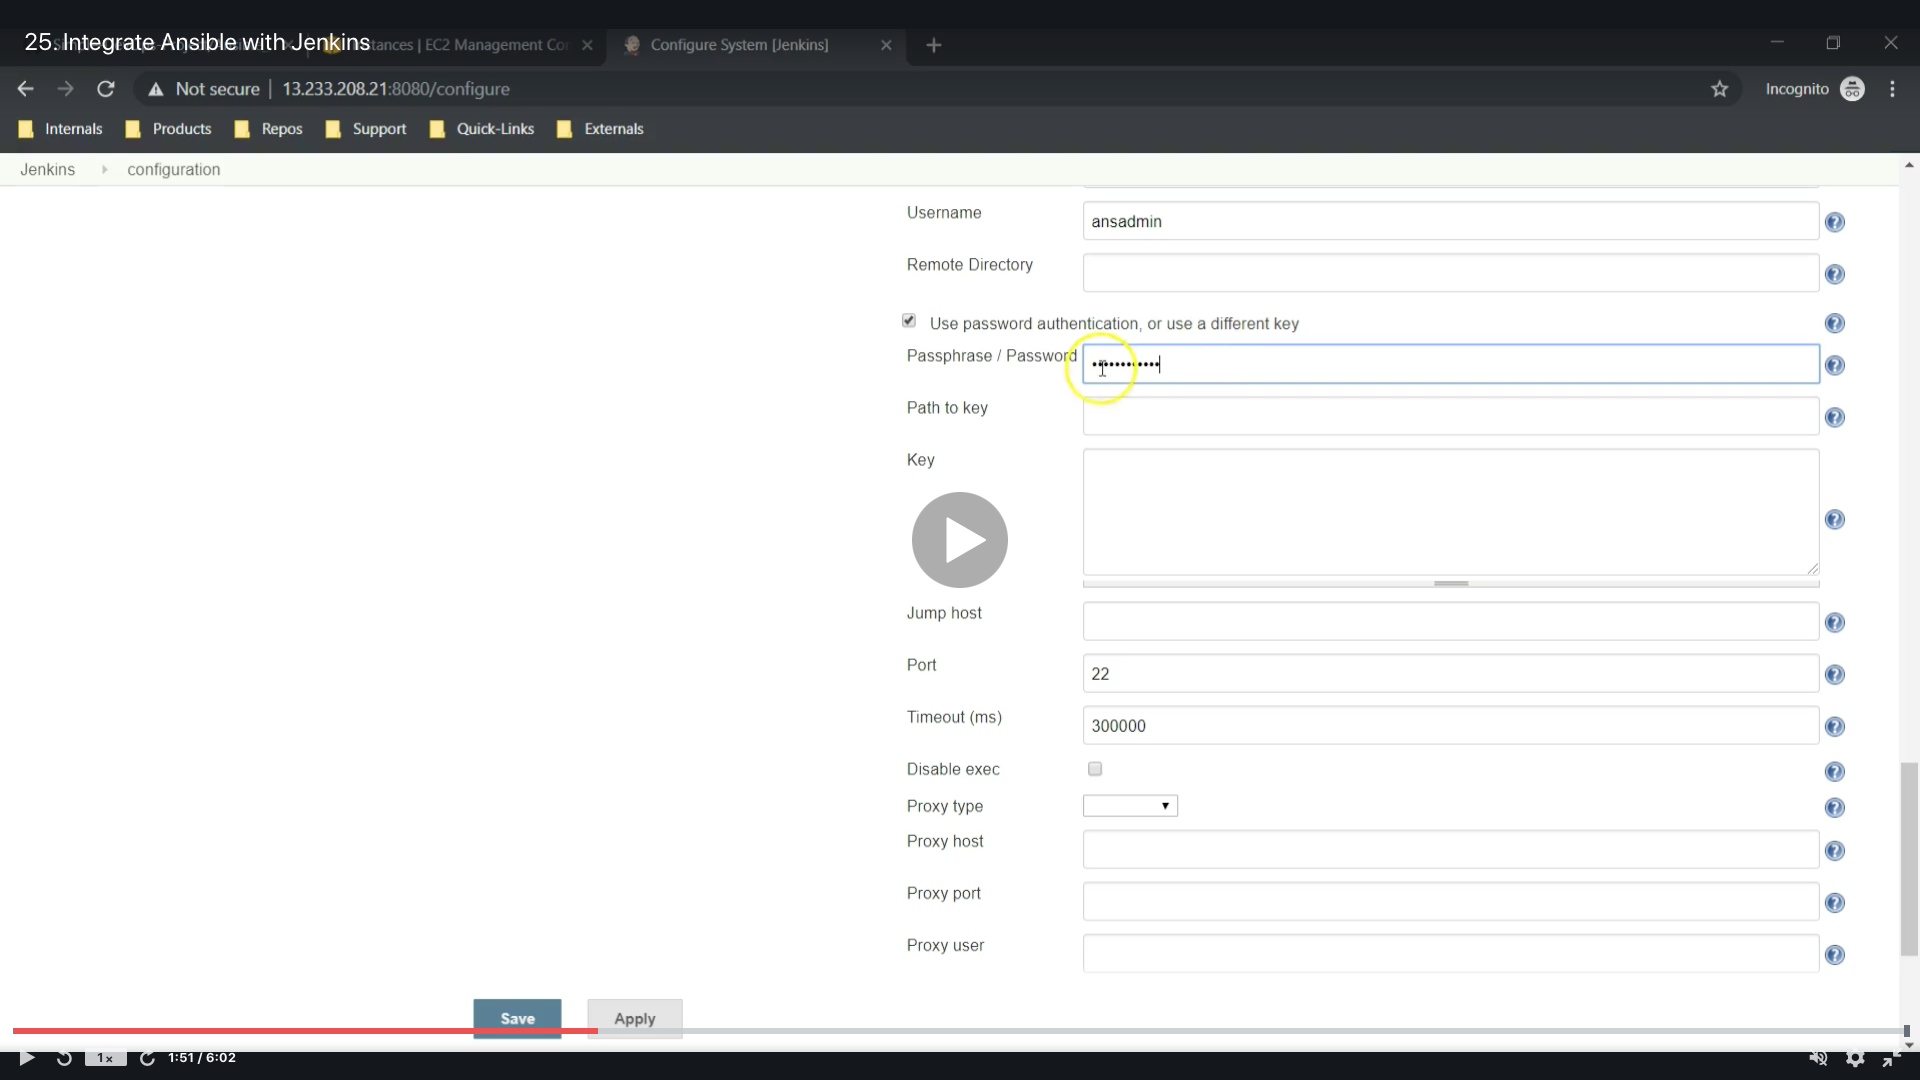 25. Integrate Ansible with Jenkins
Instances | EC2 Management Cor
Configure System [Jenkins]
Not secure | 13.233.208.21:8080/configure
Incognito
Internals
Products
Repos
Support
Quick-Links
Externals
Jenkins
configuration
Username
ansadmin
Remote Directory
Use password authentication, or use a different key
Passphrase / Password
Path to key
Key
Jump host
Port
22
Timeout (ms)
300000
Disable exec
Proxy type
Proxy host
Proxy port
Proxy user
Save
Apply
1x
1:51 / 6:02